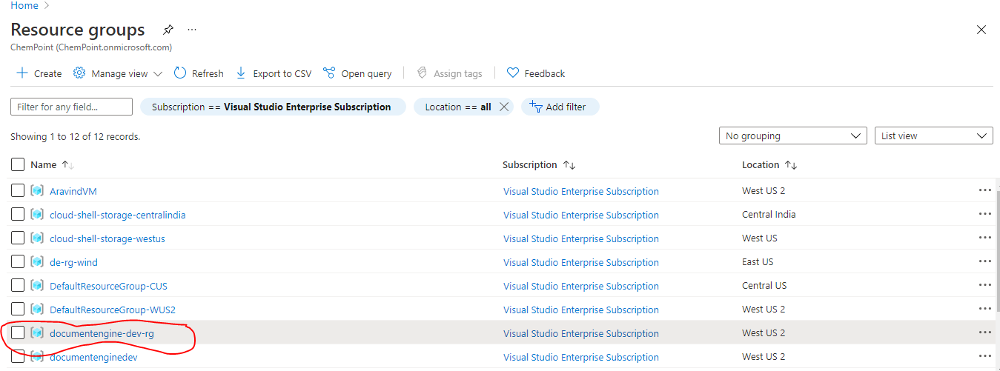 Home >
Resource groups ...
ChemPoint (ChemPoint.onmicrosoft.com)
Create Manage view Refresh Export to CSV Open query Assign tags Feedback
Filter for any field... Subscription == Visual Studio Enterprise Subscription Location == all Add filter
Showing 1 to 12 of 12 records. No grouping List view
Name Subscription Location
AravindVM Visual Studio Enterprise Subscription West US 2 ...
cloud-shell-storage-centralindia Visual Studio Enterprise Subscription Central India ...
cloud-shell-storage-westus Visual Studio Enterprise Subscription West US ...
de-rg-wind Visual Studio Enterprise Subscription East US ...
DefaultResourceGroup-CUS Visual Studio Enterprise Subscription Central US ...
DefaultResourceGroup-WUS2 Visual Studio Enterprise Subscription West US 2 ...
documentengine-dev-rg Visual Studio Enterprise Subscription West US 2 ...
documentenginedev Visual Studio Enterprise Subscription West US 2 ...